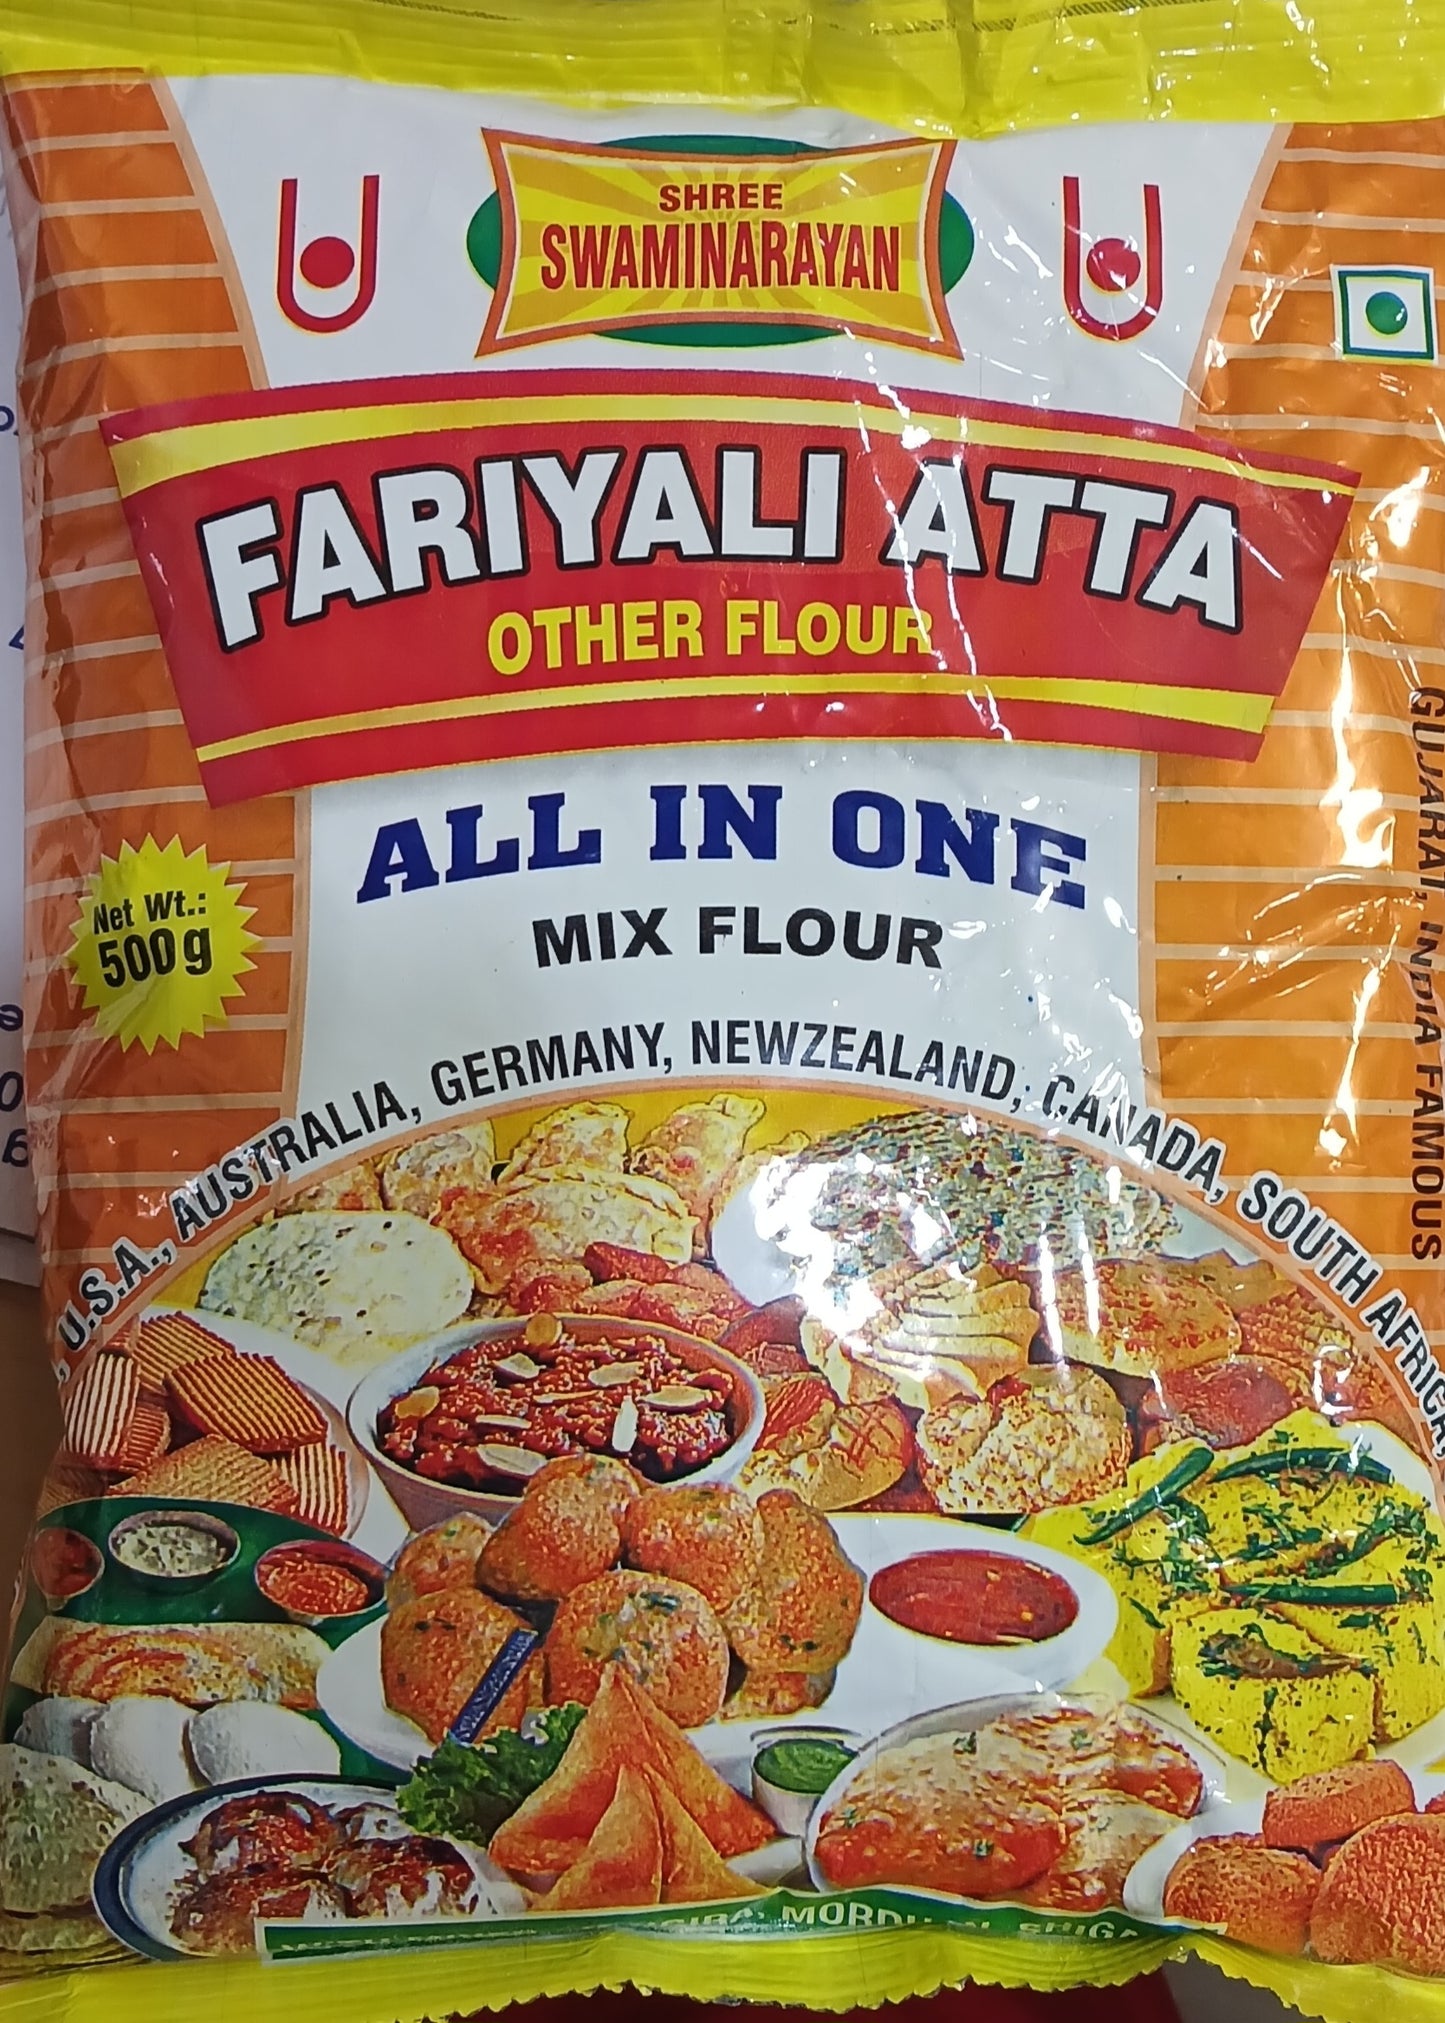 SHREE
SWAMINARAYAN
FARIYALI ATTA
OTHER FLOUR
ALL IN ONE
MIX FLOUR
Net Wt.:
500g
U.S.A., AUSTRALIA, GERMANY, NEWZEALAND, CANADA, SOUTH AFRICA,
GUJARAT, INDIA FAMOUS